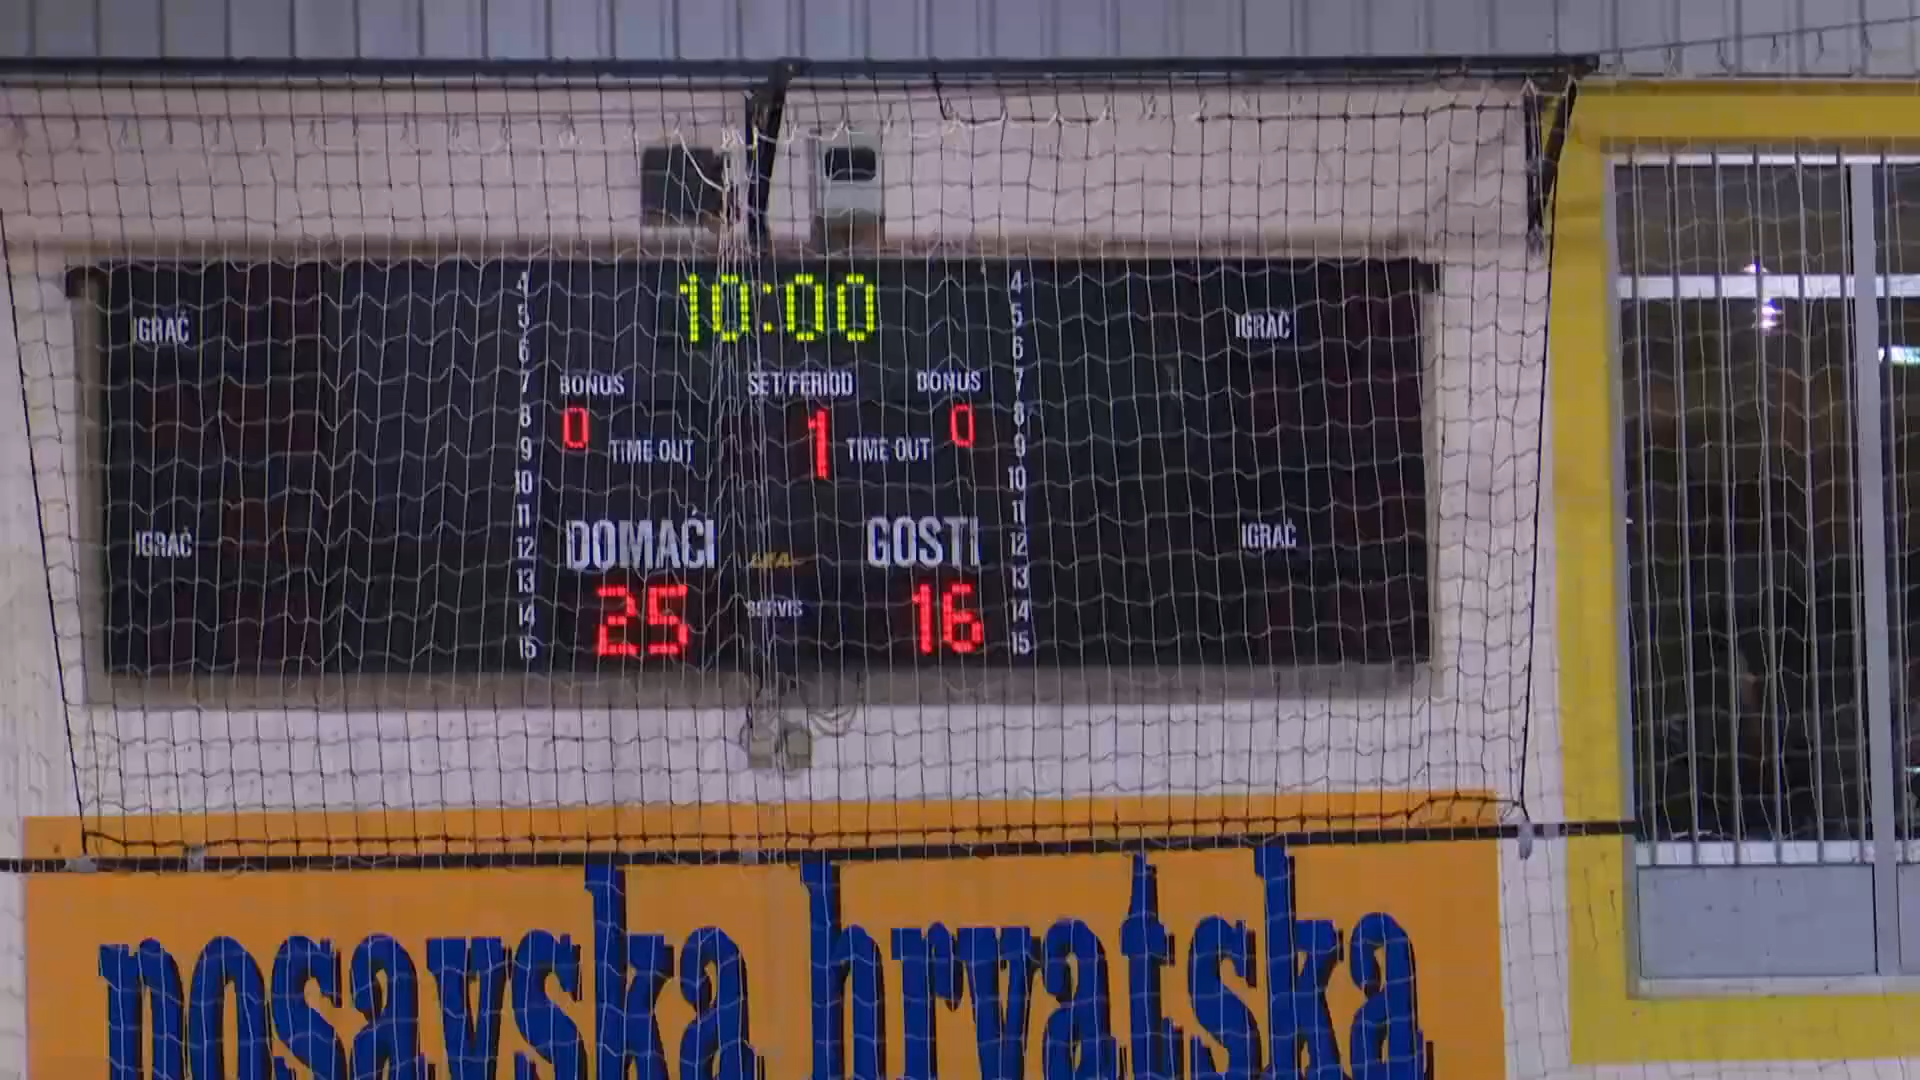 10:00
IGRAČ
4
5
6
7
8
9
10
11
12
13
14
15
IGRAČ
BONUS SET/PERIOD BONUS
0 1 0
TIME OUT TIME OUT
DOMAĆI GOSTI
SERVIS
25 16
4
5
6
7
8
9
10
11
12
13
14
15
IGRAČ
IGRAČ
posavska hrvatska